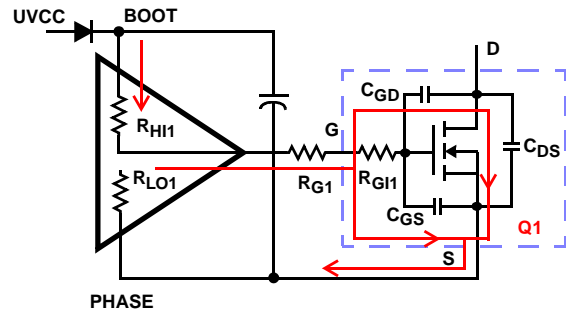 UVCC
BOOT
D
CGD
RHI1
G
CDS
RLO1
RG1
RGI1
CGS
Q1
S
PHASE